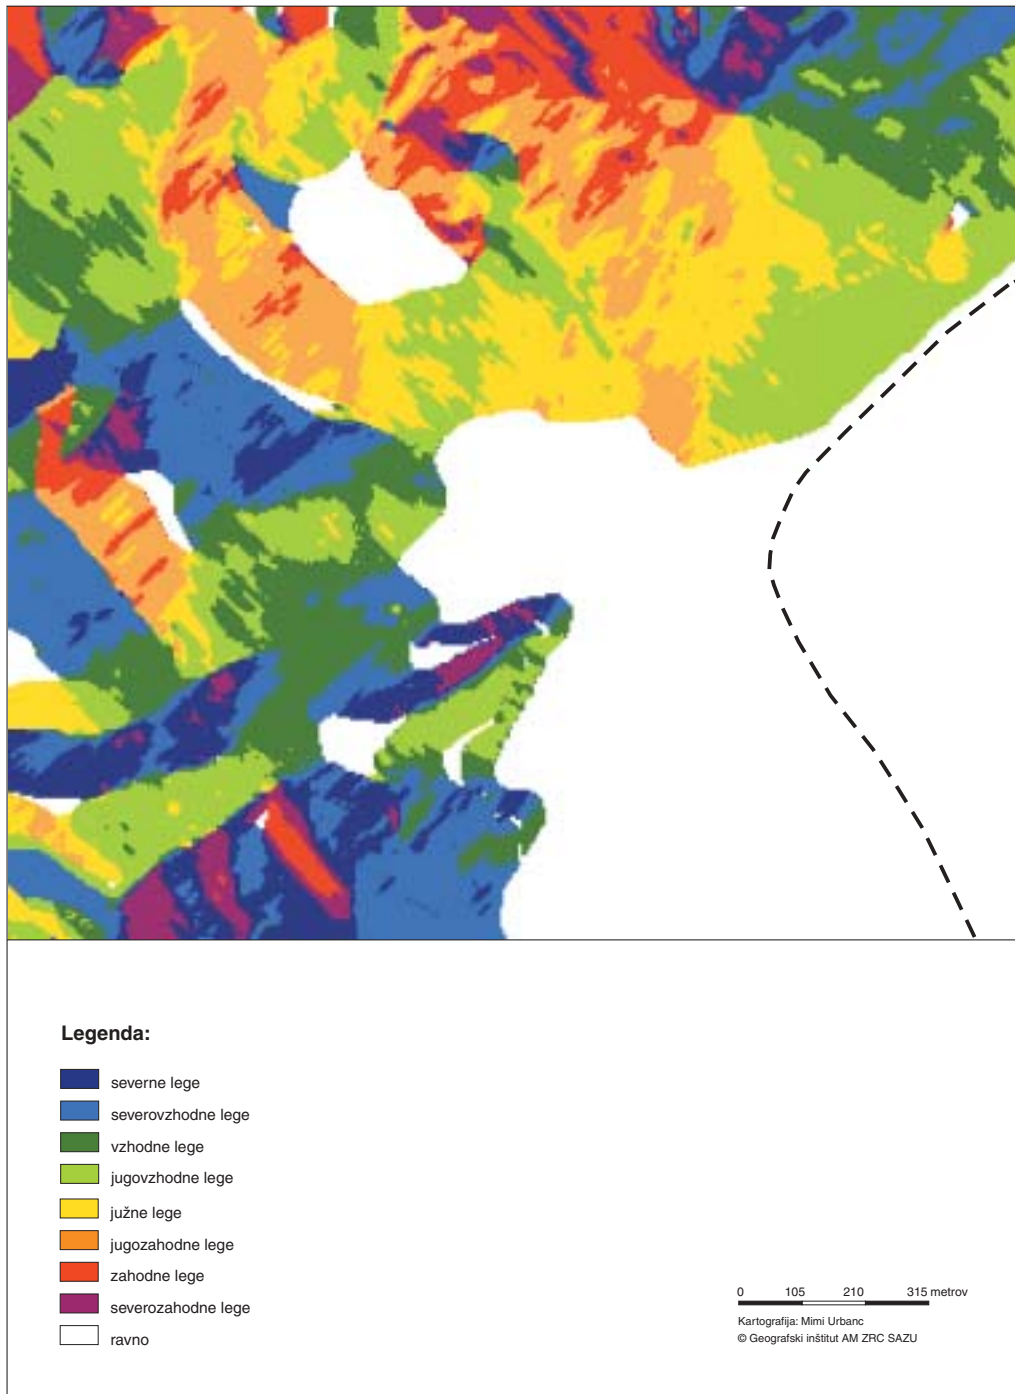 Legenda:
severne lege
severovzhodne lege
vzhodne lege
jugovzhodne lege
južne lege
jugozahodne lege
zahodne lege
severozahodne lege
ravno
0 105 210 315 metrov
Kartografija: Mimi Urbanc
© Geografski inštitut AM ZRC SAZU